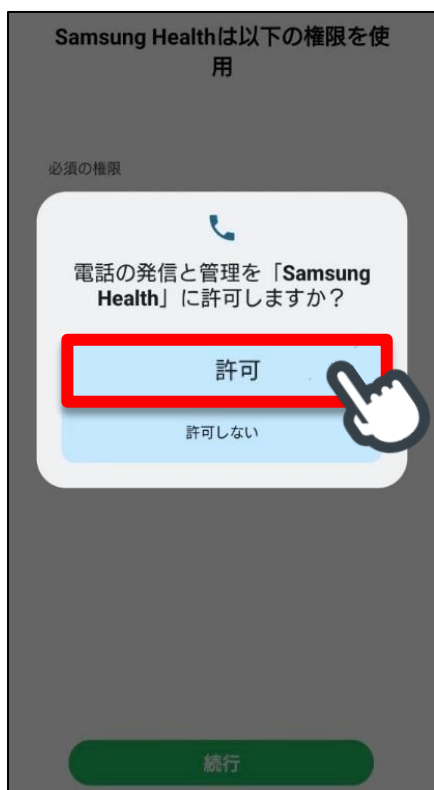 Samsung Healthは以下の権限を使
用
必須の権限
電話の発信と管理を「Samsung
Health」に許可しますか？
許可
許可しない
続行